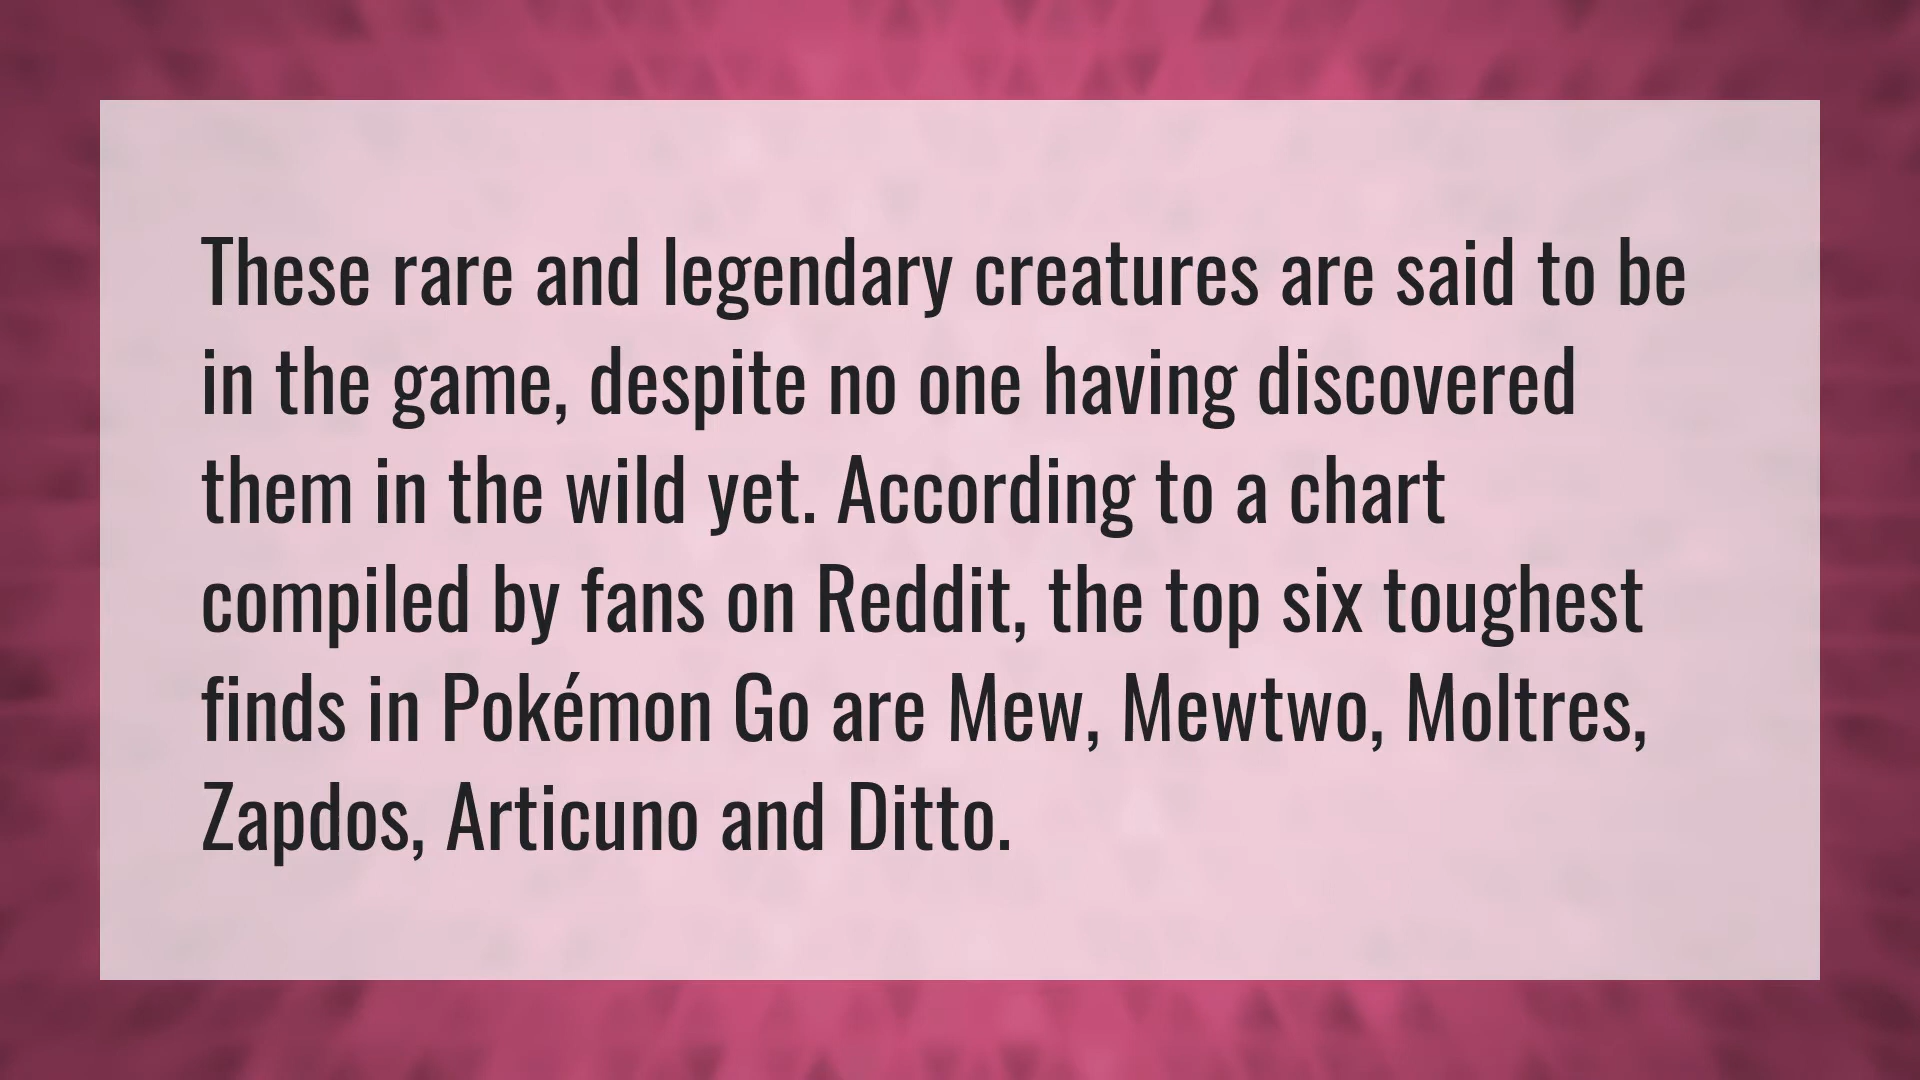 These rare and legendary creatures are said to be
in the game, despite no one having discovered
them in the wild yet. According to a chart
compiled by fans on Reddit, the top six toughest
finds in Pokémon Go are Mew, Mewtwo, Moltres,
Zapdos, Articuno and Ditto.